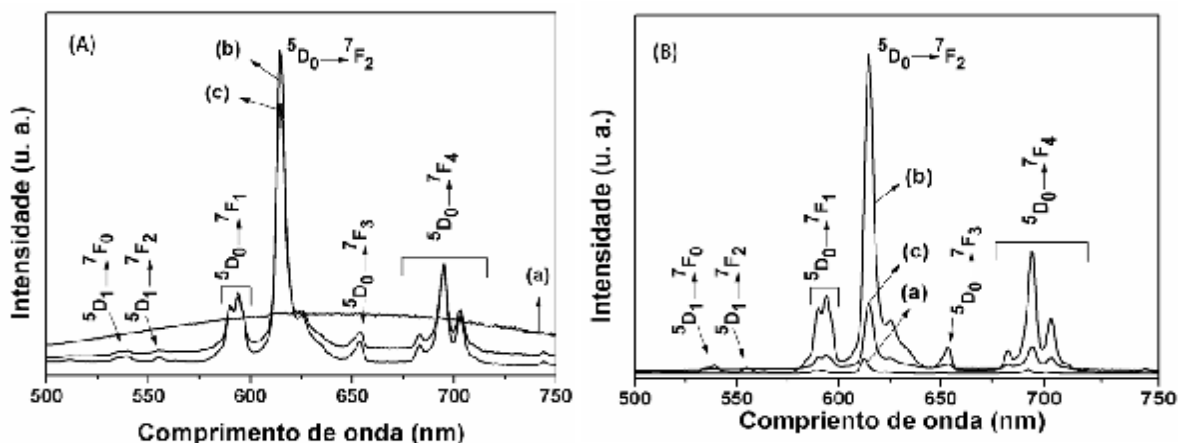 (A)
(b)
⁵D₀→⁷F₂
(c)
⁵D₁→⁷F₀
⁵D₁→⁷F₂
⁵D₀→⁷F₁
⁵D₀→⁷F₃
⁵D₀→⁷F₄
(a)
Intensidade (u. a.)
500 550 600 650 700 750
Comprimento de onda (nm)
(B)
⁵D₀→⁷F₂
(b)
(c)
(a)
⁵D₁→⁷F₀
⁵D₁→⁷F₂
⁵D₀→⁷F₁
⁵D₀→⁷F₃
⁵D₀→⁷F₄
Intensidade (u. a.)
500 550 600 650 700 750
Compriento de onda (nm)